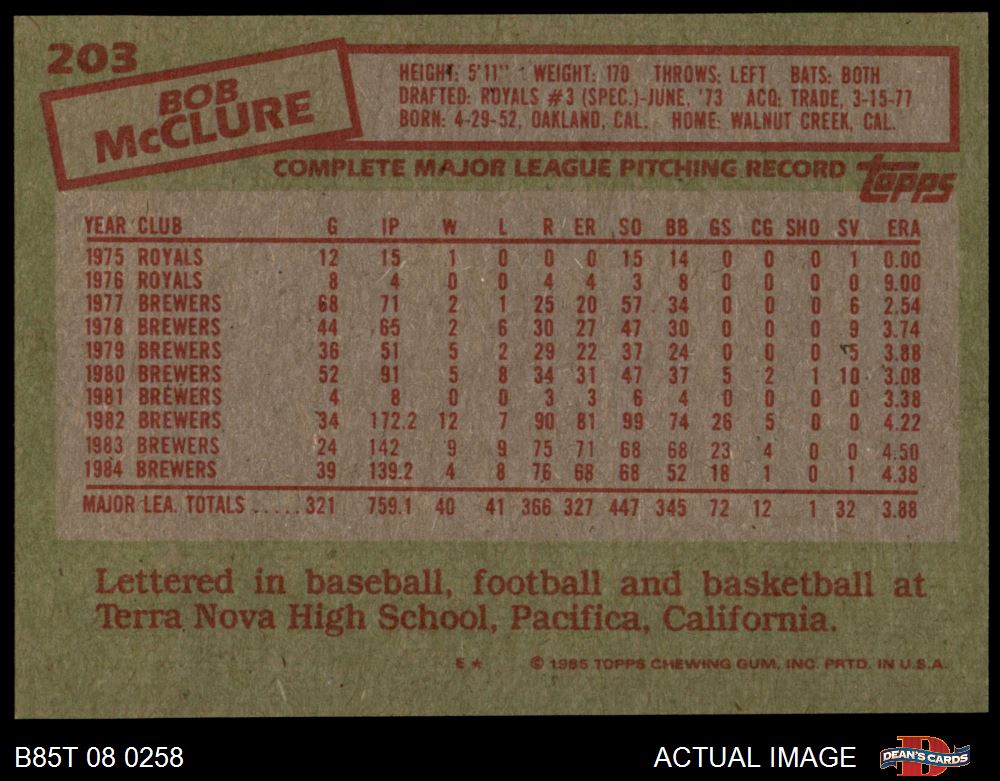 203
BOB
McCLURE
HEIGHT: 5'11" WEIGHT: 170 THROWS: LEFT BATS: BOTH
DRAFTED: ROYALS #3 (SPEC.)-JUNE, '73 ACQ: TRADE, 3-15-77
BORN: 4-29-52, OAKLAND, CAL. HOME: WALNUT CREEK, CAL.
COMPLETE MAJOR LEAGUE PITCHING RECORD topps
YEAR CLUB G IP W L R ER SO BB GS CG SHO SV ERA
1975 ROYALS 12 15 1 0 0 0 15 14 0 0 0 1 0.00
1976 ROYALS 8 4 0 0 4 4 3 8 0 0 0 0 9.00
1977 BREWERS 68 71 2 1 25 20 57 34 0 0 0 6 2.54
1978 BREWERS 44 65 2 6 30 27 47 30 0 0 0 9 3.74
1979 BREWERS 36 51 5 2 29 22 37 24 0 0 0 5 3.88
1980 BREWERS 52 91 5 8 34 31 47 37 5 2 1 10 3.08
1981 BREWERS 4 8 0 0 3 3 6 4 0 0 0 0 3.38
1982 BREWERS 34 172.2 12 7 90 81 99 74 26 5 0 0 4.22
1983 BREWERS 24 142 9 9 75 71 68 68 23 4 0 0 4.50
1984 BREWERS 39 139.2 4 8 76 68 68 52 18 1 0 1 4.38
MAJOR LEA. TOTALS ..... 321 759.1 40 41 366 327 447 345 72 12 1 32 3.88
Lettered in baseball, football and basketball at
Terra Nova High School, Pacifica, California.
E* © 1985 TOPPS CHEWING GUM, INC. PRTD. IN U.S.A.
B85T 08 0258 ACTUAL IMAGE DEAN'S CARDS